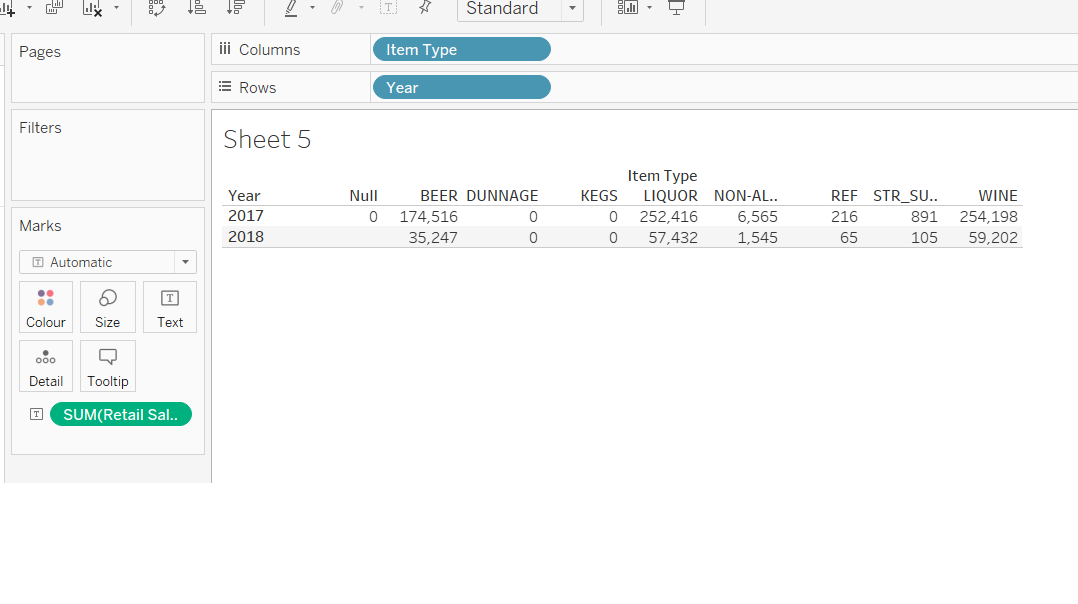 Standard
Pages
Columns
Item Type
Rows
Year
Filters
Sheet 5
Item Type
Year Null BEER DUNNAGE KEGS LIQUOR NON-AL.. REF STR_SU.. WINE
2017 0 174,516 0 0 252,416 6,565 216 891 254,198
2018 35,247 0 0 57,432 1,545 65 105 59,202
Marks
T Automatic
T
Colour Size Text
Detail Tooltip
T SUM(Retail Sal..